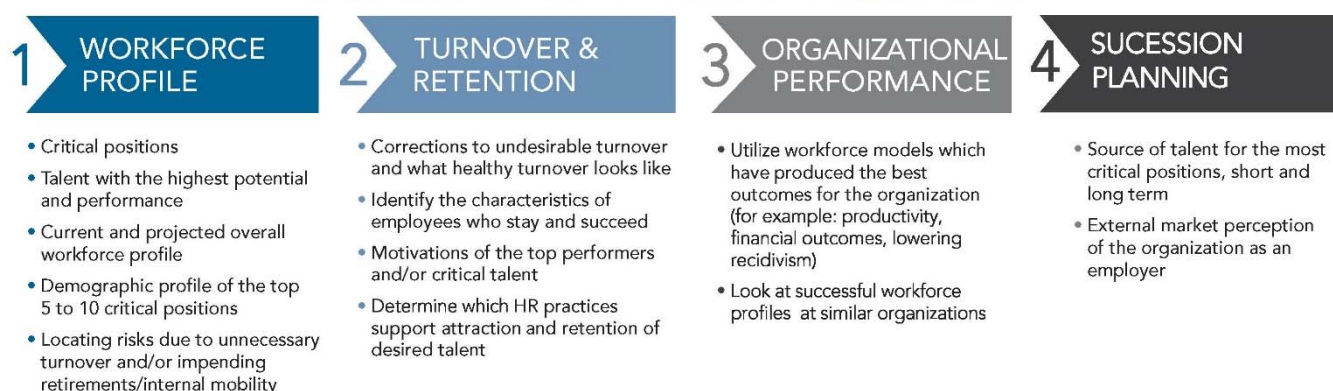 1
WORKFORCE
PROFILE
• Critical positions
• Talent with the highest potential
and performance
• Current and projected overall
workforce profile
• Demographic profile of the top
5 to 10 critical positions
• Locating risks due to unnecessary
turnover and/or impending
retirements/internal mobility
2
TURNOVER &
RETENTION
• Corrections to undesirable turnover
and what healthy turnover looks like
• Identify the characteristics of
employees who stay and succeed
• Motivations of the top performers
and/or critical talent
• Determine which HR practices
support attraction and retention of
desired talent
3
ORGANIZATIONAL
PERFORMANCE
• Utilize workforce models which
have produced the best
outcomes for the organization
(for example: productivity,
financial outcomes, lowering
recidivism)
• Look at successful workforce
profiles at similar organizations
4
SUCESSION
PLANNING
• Source of talent for the most
critical positions, short and
long term
• External market perception
of the organization as an
employer